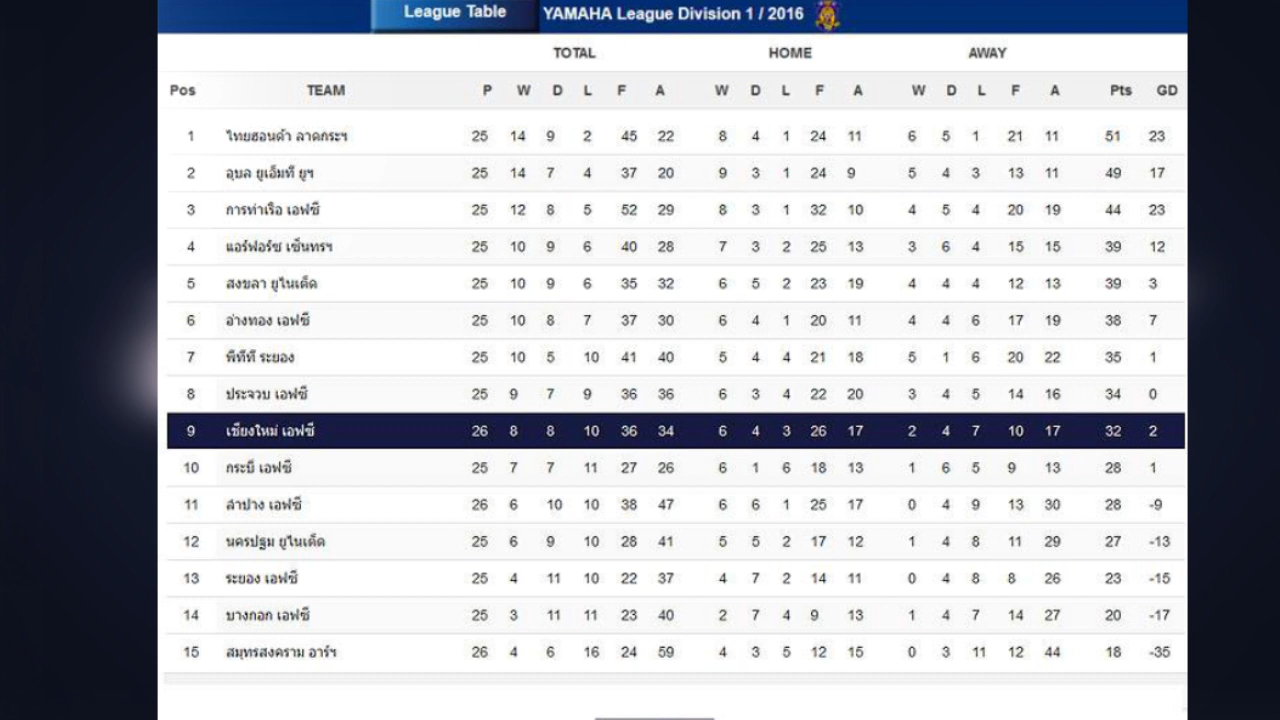 League Table YAMAHA League Division 1 / 2016
TOTAL HOME AWAY
Pos TEAM P W D L F A W D L F A W D L F A Pts GD
1 ไทยฮอนด้า ลาดกระฯ 25 14 9 2 45 22 8 4 1 24 11 6 5 1 21 11 51 23
2 อุบล ยูเอ็มที ยูฯ 25 14 7 4 37 20 9 3 1 24 9 5 4 3 13 11 49 17
3 การท่าเรือ เอฟซี 25 12 8 5 52 29 8 3 1 32 10 4 5 4 20 19 44 23
4 แอร์ฟอร์ซ เซ็นทรฯ 25 10 9 6 40 28 7 3 2 25 13 3 6 4 15 15 39 12
5 สงขลา ยูไนเต็ด 25 10 9 6 35 32 6 5 2 23 19 4 4 4 12 13 39 3
6 อ่างทอง เอฟซี 25 10 8 7 37 30 6 4 1 20 11 4 4 6 17 19 38 7
7 พีทีที ระยอง 25 10 5 10 41 40 5 4 4 21 18 5 1 6 20 22 35 1
8 ประจวบ เอฟซี 25 9 7 9 36 36 6 3 4 22 20 3 4 5 14 16 34 0
9 เชียงใหม่ เอฟซี 26 8 8 10 36 34 6 4 3 26 17 2 4 7 10 17 32 2
10 กระบี่ เอฟซี 25 7 7 11 27 26 6 1 6 18 13 1 6 5 9 13 28 1
11 ลำปาง เอฟซี 26 6 10 10 38 47 6 6 1 25 17 0 4 9 13 30 28 -9
12 นครปฐม ยูไนเต็ด 25 6 9 10 28 41 5 5 2 17 12 1 4 8 11 29 27 -13
13 ระยอง เอฟซี 25 4 11 10 22 37 4 7 2 14 11 0 4 8 8 26 23 -15
14 บางกอก เอฟซี 25 3 11 11 23 40 2 7 4 9 13 1 4 7 14 27 20 -17
15 สมุทรสงคราม อาร์ฯ 26 4 6 16 24 59 4 3 5 12 15 0 3 11 12 44 18 -35